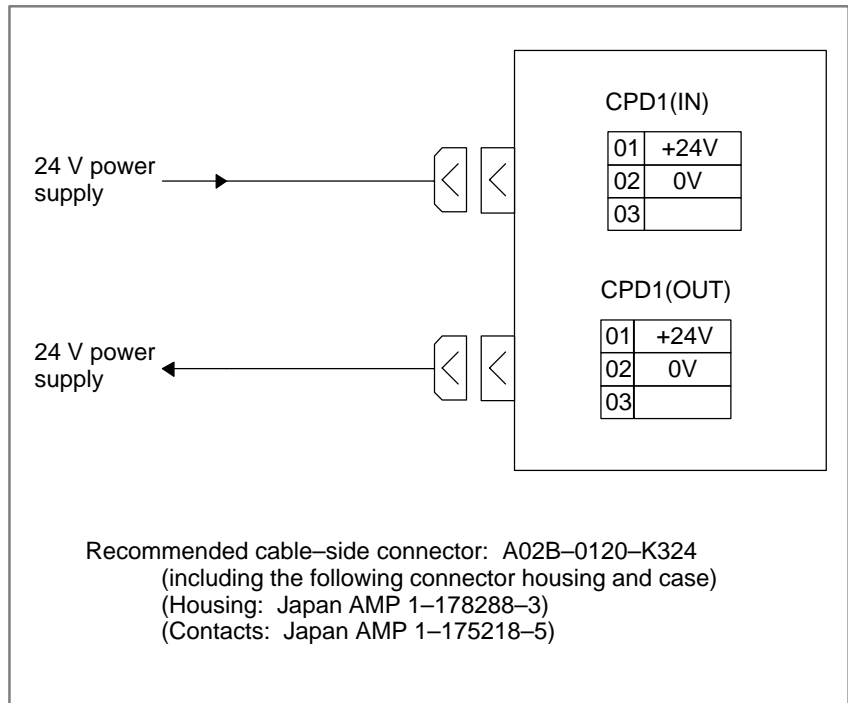 CPD1(IN)
01 +24V
02 0V
03
24 V power
supply
CPD1(OUT)
01 +24V
02 0V
03
24 V power
supply
Recommended cable–side connector: A02B–0120–K324
(including the following connector housing and case)
(Housing: Japan AMP 1–178288–3)
(Contacts: Japan AMP 1–175218–5)